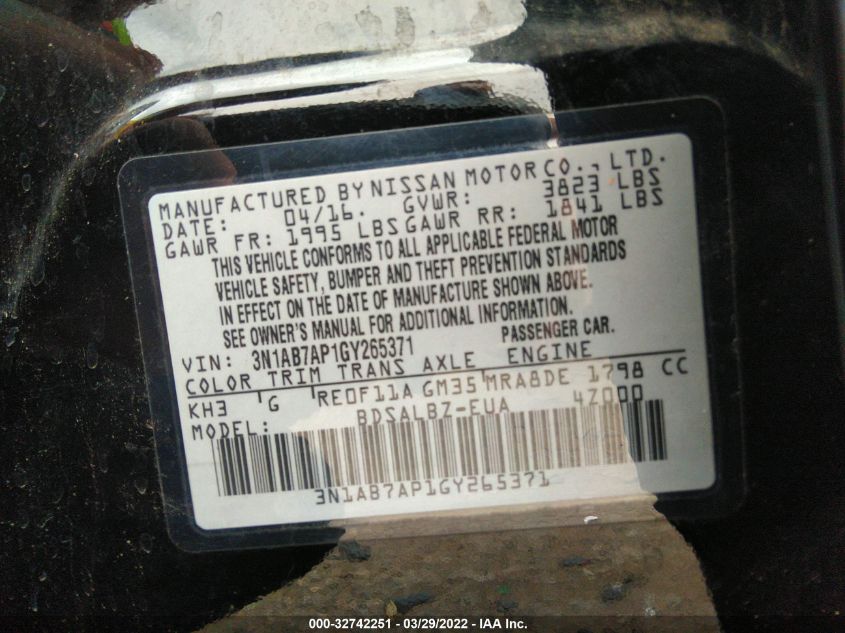 MANUFACTURED BY NISSAN MOTOR CO., LTD.
DATE: 04/16. GVWR: 3823 LBS
GAWR FR: 1995 LBS GAWR RR: 1841 LBS
THIS VEHICLE CONFORMS TO ALL APPLICABLE FEDERAL MOTOR
VEHICLE SAFETY, BUMPER AND THEFT PREVENTION STANDARDS
IN EFFECT ON THE DATE OF MANUFACTURE SHOWN ABOVE.
SEE OWNER'S MANUAL FOR ADDITIONAL INFORMATION.
VIN: 3N1AB7AP1GY265371 PASSENGER CAR.
COLOR TRIM TRANS AXLE ENGINE
KH3 'G 'RE0F11A GM35 'MRA8DE 1798 CC
MODEL: BDSALBZ-EUA 4Z000
3N1AB7AP1GY265371
000-32742251 - 03/29/2022 - IAA Inc.